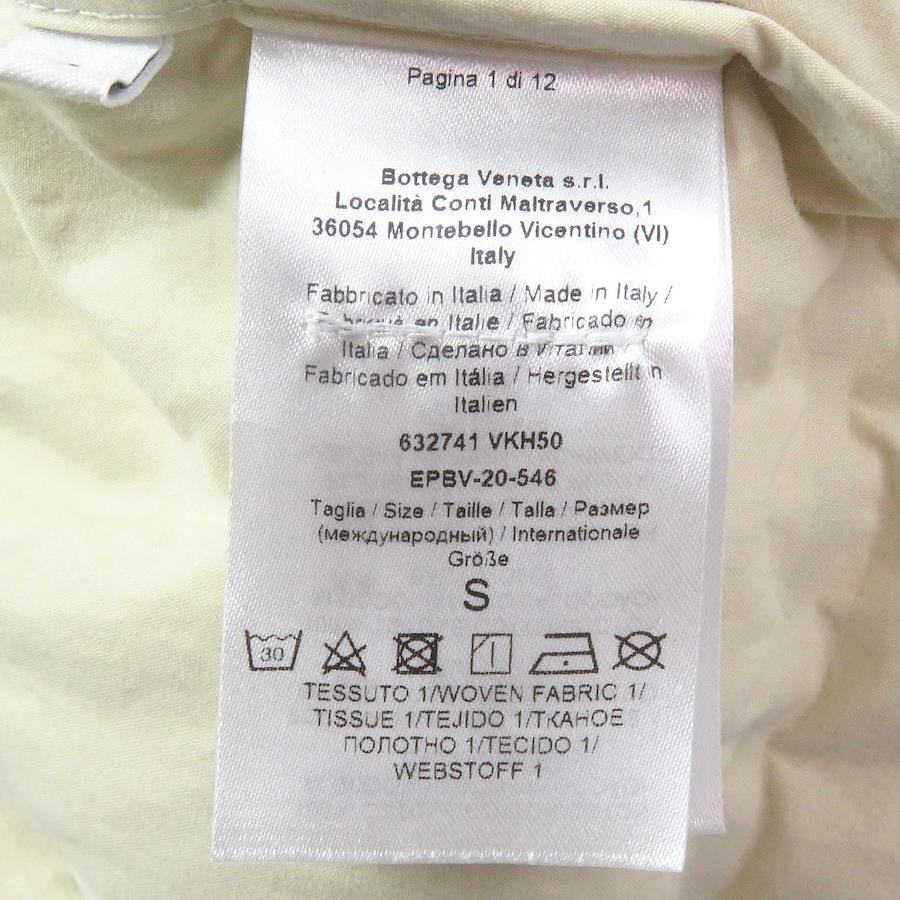 Pagina 1 di 12
Bottega Veneta s.r.l.
Località Conti Maltraverso,1
36054 Montebello Vicentino (VI)
Italy
Fabbricato in Italia / Made in Italy /
en Italie / Fabricado en
Italia / Сделано в /
Fabricado em Itália / Hergestellt in
Italien
632741 VKH50
EPBV-20-546
Taglia / Size / Taille / Talla / Размер
(международный) / Internationale
Größe
S
30
TESSUTO 1/WOVEN FABRIC 1/
TISSUE 1/TEJIDO 1/ТКАНОЕ
ПОЛОТНО 1/TECIDO 1/
WEBSTOFF 1